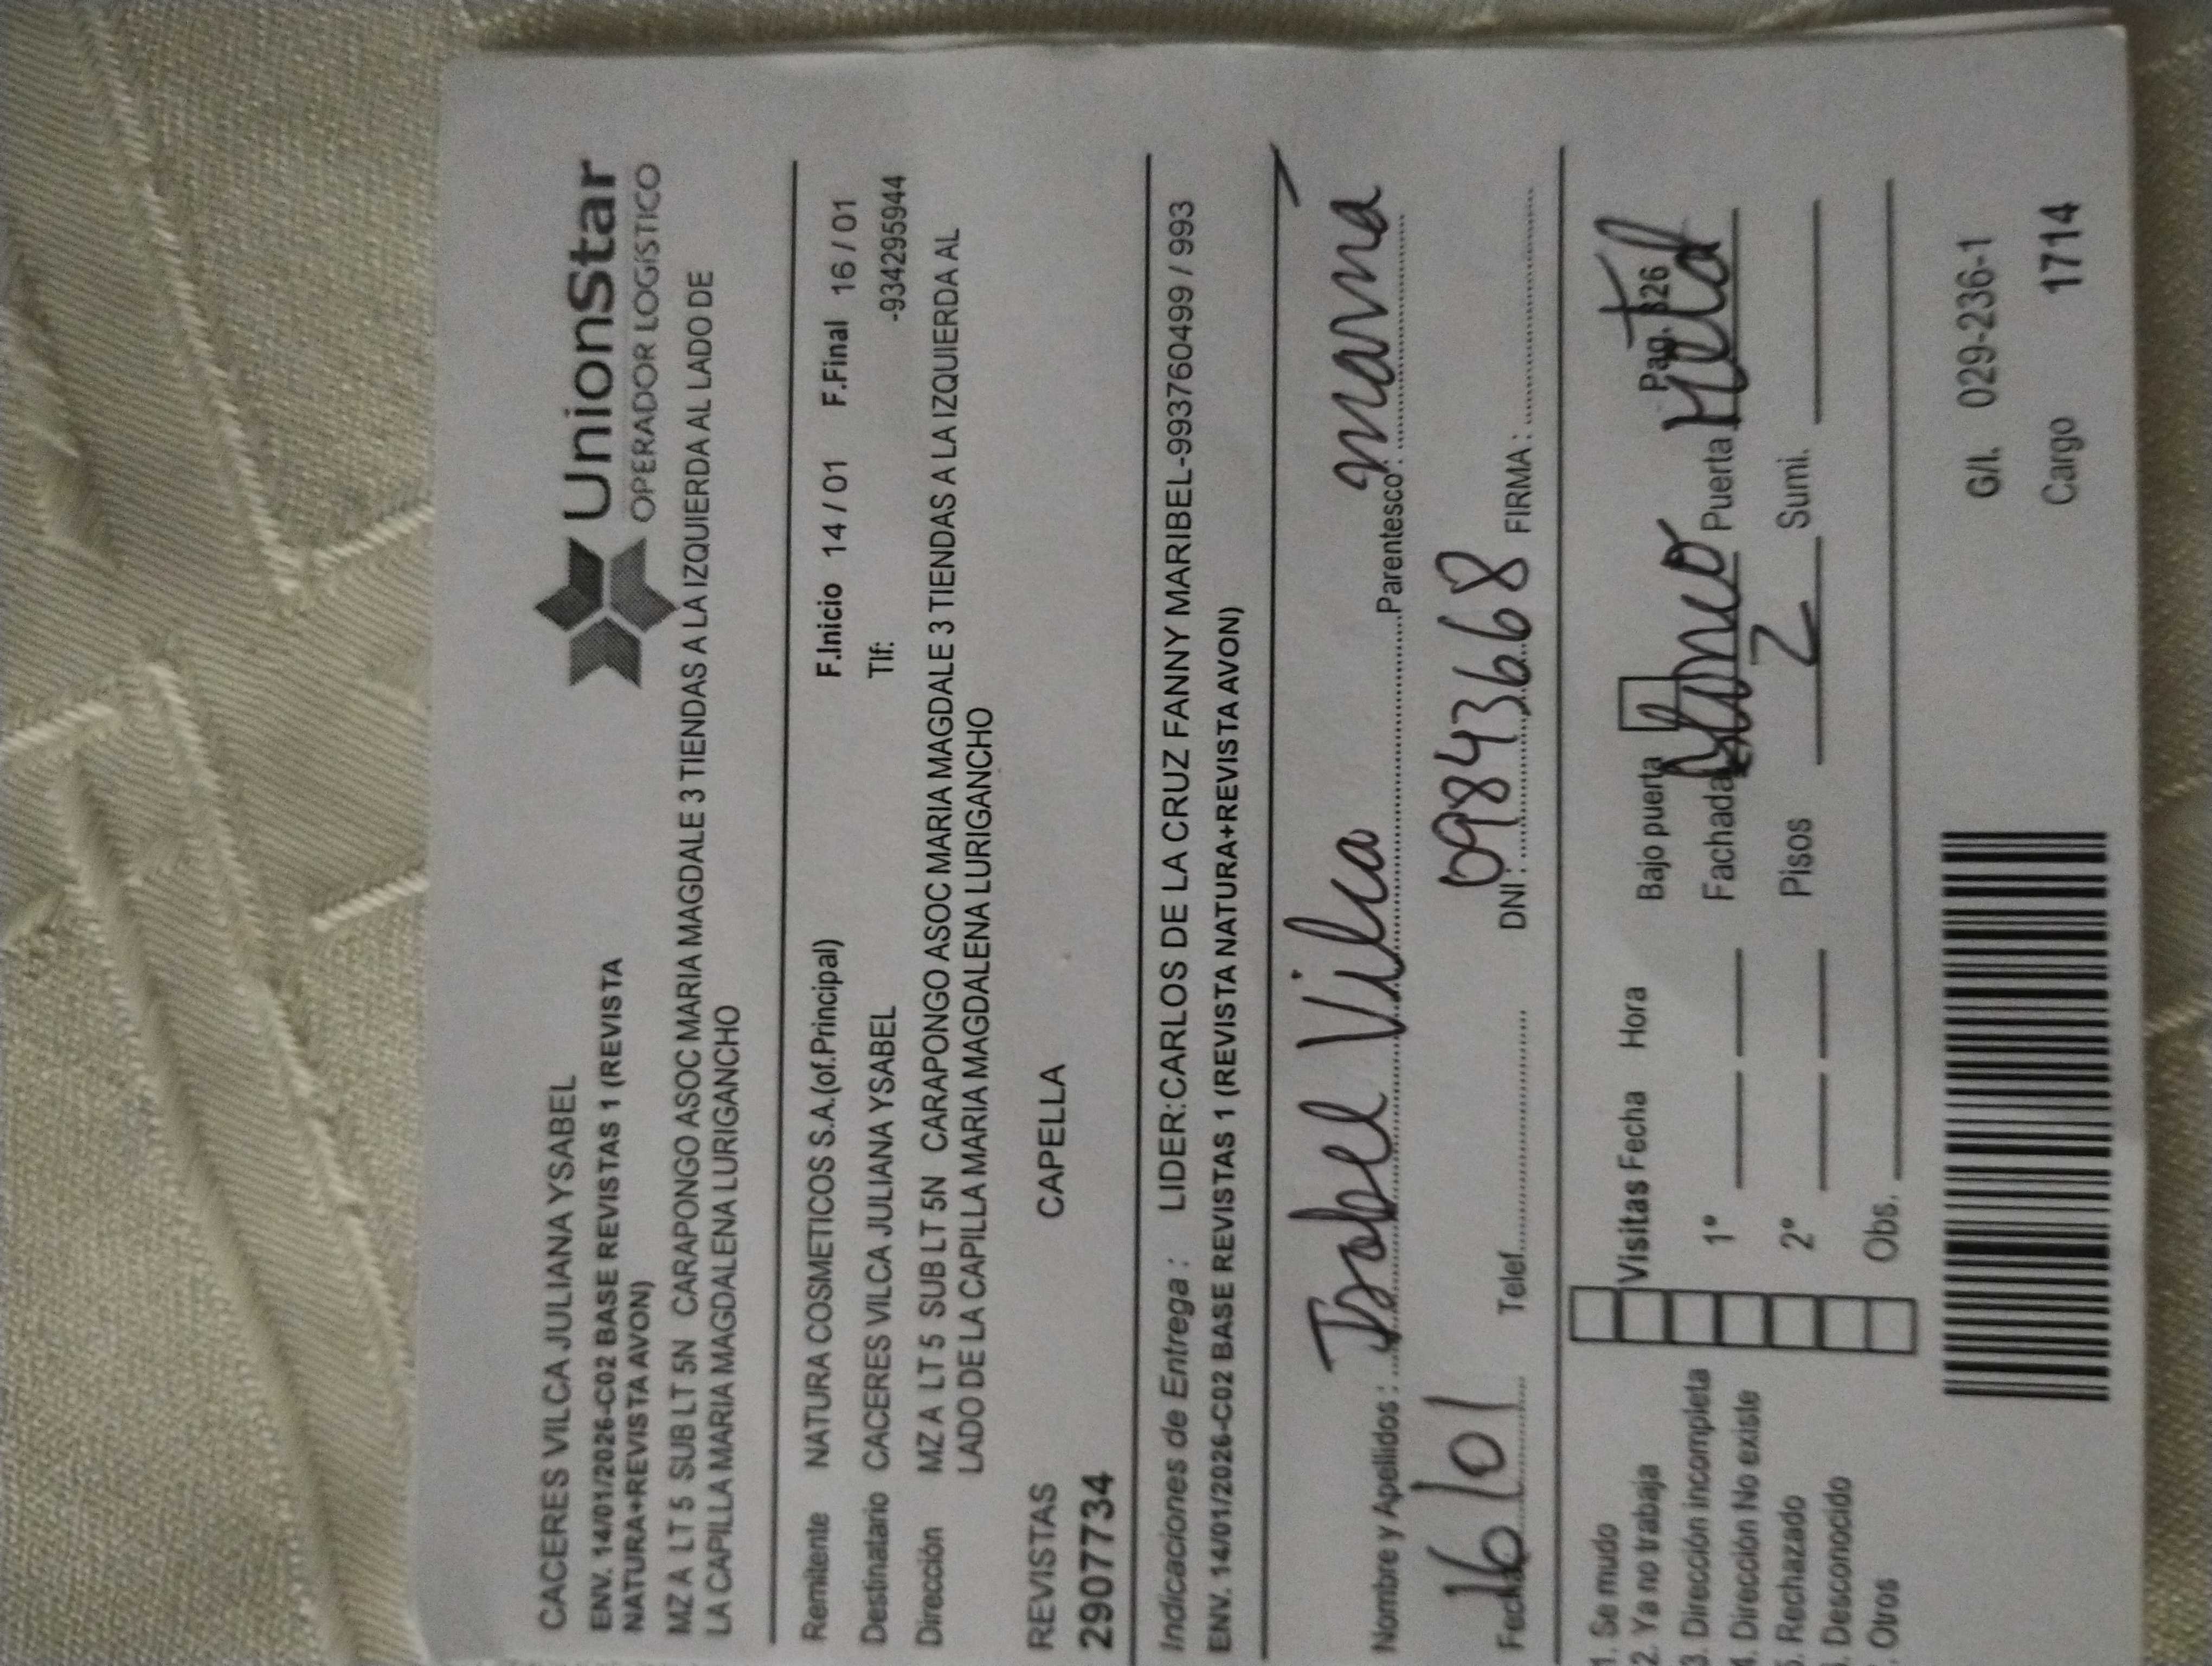 CACERES VILCA JULIANA YSABEL
UnionStar
OPERADOR LOGÍSTICO
ENV. 14/01/2026-C02 BASE REVISTAS 1 (REVISTA
NATURA+REVISTA AVON)
MZ A LT 5 SUB LT 5N CARAPONGO ASOC MARIA MAGDALE 3 TIENDAS A LA IZQUIERDA AL LADO DE
LA CAPILLA MARIA MAGDALENA LURIGANCHO
Remitente NATURA COSMETICOS S.A.(of.Principal) F.Inicio 14 / 01 F.Final 16 / 01
Destinatario CACERES VILCA JULIANA YSABEL Tlf: -934295944
Dirección MZ A LT 5 SUB LT 5N CARAPONGO ASOC MARIA MAGDALE 3 TIENDAS A LA IZQUIERDA AL
LADO DE LA CAPILLA MARIA MAGDALENA LURIGANCHO
REVISTAS CAPELLA
2907734
Indicaciones de Entrega : LIDER:CARLOS DE LA CRUZ FANNY MARIBEL-993760499 / 993
ENV. 14/01/2026-C02 BASE REVISTAS 1 (REVISTA NATURA+REVISTA AVON)
Nombre y Apellidos : Isabel Vilca Parentesco : mamá
Fecha 16/01 Telef. DNI : 09843668 FIRMA :
1. Se mudo
2. Ya no trabaja Visitas Fecha Hora Bajo puerta Pag. 326
3. Dirección incompleta 1° Fachada Puerta Metal
4. Dirección No existe
5. Rechazado 2° Pisos 2 Sumi.
. Desconocido
. Otros Obs.
G/I. 029-236-1
Cargo 1714